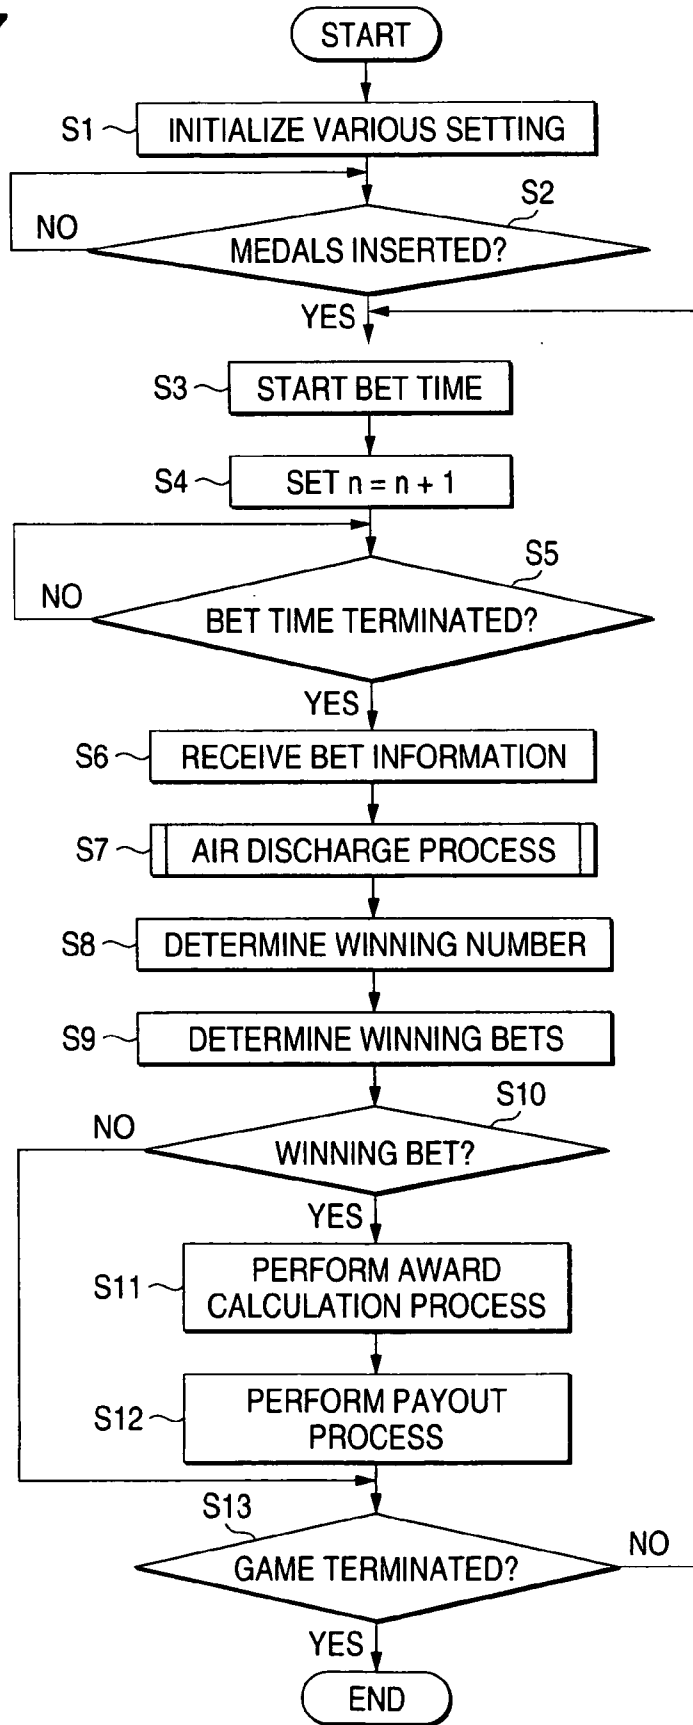 START
S1
INITIALIZE VARIOUS SETTING
S2
NO
MEDALS INSERTED?
YES
S3
START BET TIME
S4
SET n = n + 1
S5
NO
BET TIME TERMINATED?
YES
S6
RECEIVE BET INFORMATION
S7
AIR DISCHARGE PROCESS
S8
DETERMINE WINNING NUMBER
S9
DETERMINE WINNING BETS
S10
NO
WINNING BET?
YES
S11
PERFORM AWARD
CALCULATION PROCESS
S12
PERFORM PAYOUT
PROCESS
S13
NO
GAME TERMINATED?
YES
END